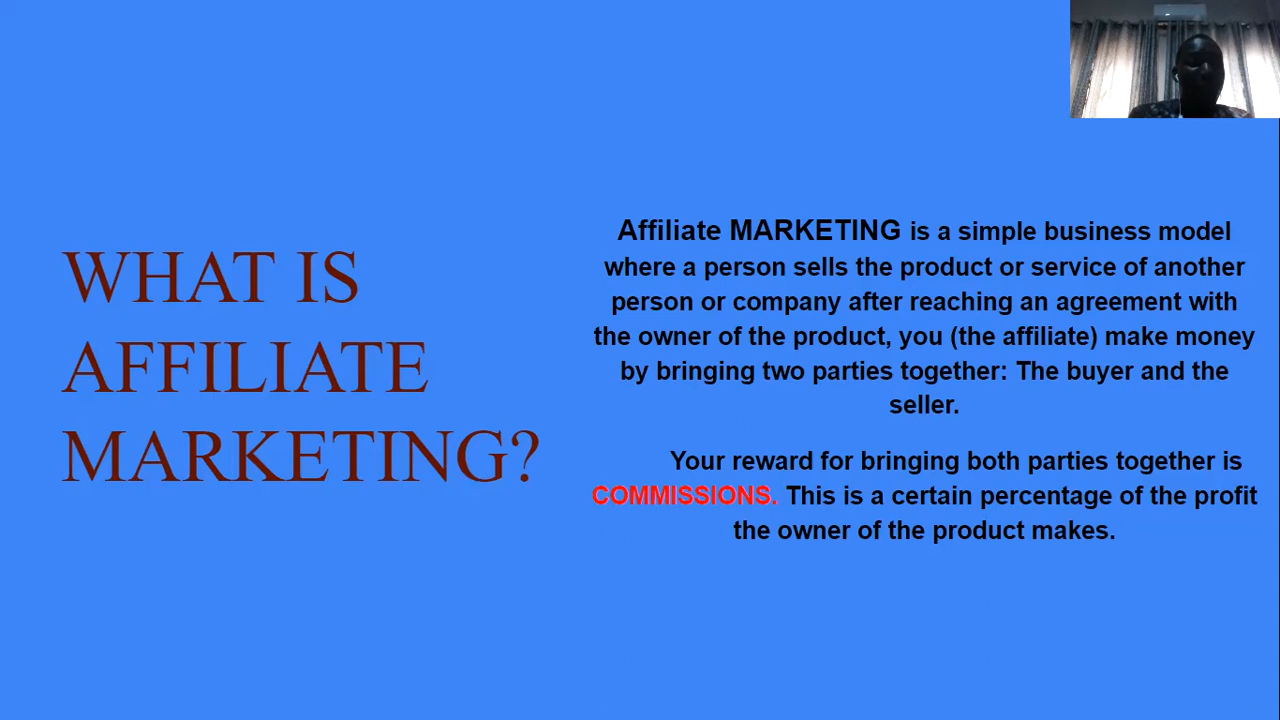 WHAT IS
AFFILIATE
MARKETING?
Affiliate MARKETING is a simple business model
where a person sells the product or service of another
person or company after reaching an agreement with
the owner of the product, you (the affiliate) make money
by bringing two parties together: The buyer and the
seller.
Your reward for bringing both parties together is
COMMISSIONS. This is a certain percentage of the profit
the owner of the product makes.